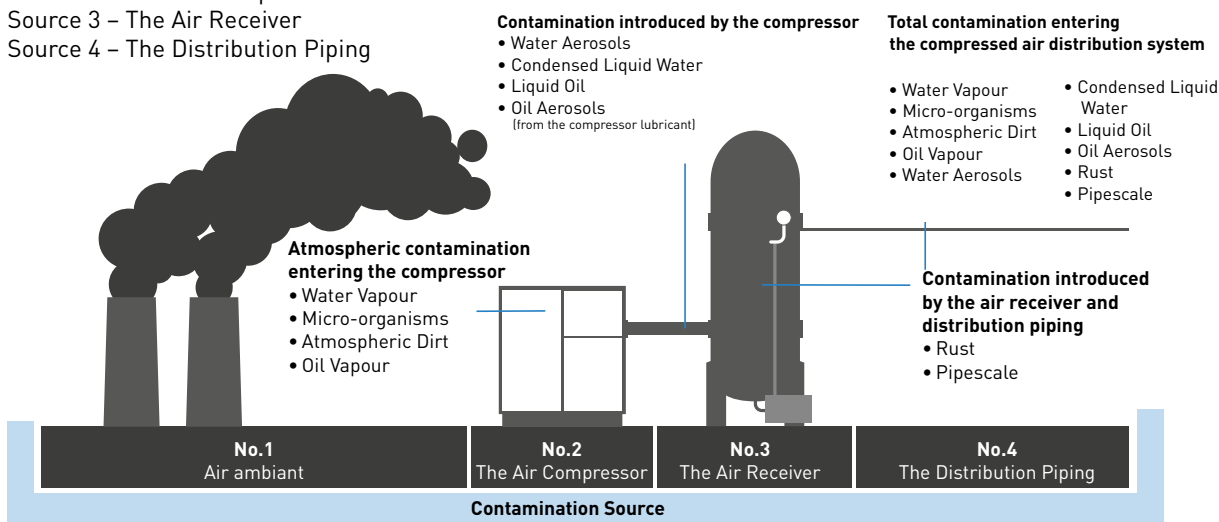 Source 3 – The Air Receiver
Source 4 – The Distribution Piping
Contamination introduced by the compressor
• Water Aerosols
• Condensed Liquid Water
• Liquid Oil
• Oil Aerosols
(from the compressor lubricant)
Total contamination entering
the compressed air distribution system
• Water Vapour
• Micro-organisms
• Atmospheric Dirt
• Oil Vapour
• Water Aerosols
• Condensed Liquid
Water
• Liquid Oil
• Oil Aerosols
• Rust
• Pipescale
Atmospheric contamination
entering the compressor
• Water Vapour
• Micro-organisms
• Atmospheric Dirt
• Oil Vapour
Contamination introduced
by the air receiver and
distribution piping
• Rust
• Pipescale
No.1
Air ambiant
No.2
The Air Compressor
No.3
The Air Receiver
No.4
The Distribution Piping
Contamination Source